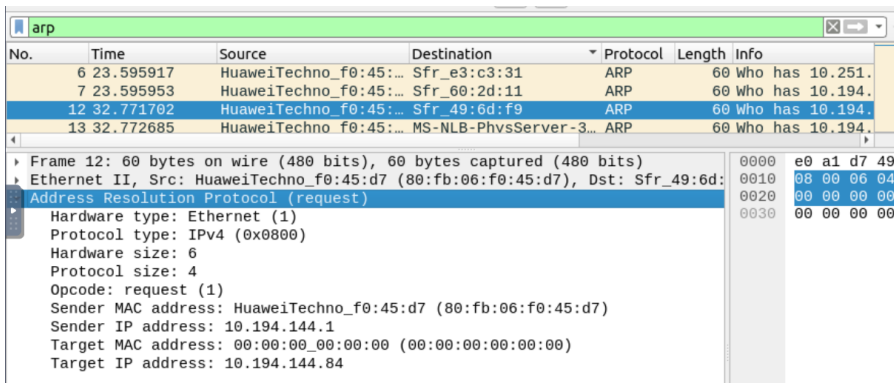 arp
No. Time Source Destination Protocol Length Info
6 23.595917 HuaweiTechno_f0:45:… Sfr_e3:c3:31 ARP 60 Who has 10.251.
7 23.595953 HuaweiTechno_f0:45:… Sfr_60:2d:11 ARP 60 Who has 10.194.
12 32.771702 HuaweiTechno_f0:45:… Sfr_49:6d:f9 ARP 60 Who has 10.194.
13 32.772685 HuaweiTechno_f0:45:… MS-NLB-PhysServer-3… ARP 60 Who has 10.194.
Frame 12: 60 bytes on wire (480 bits), 60 bytes captured (480 bits)
Ethernet II, Src: HuaweiTechno_f0:45:d7 (80:fb:06:f0:45:d7), Dst: Sfr_49:6d:
Address Resolution Protocol (request)
Hardware type: Ethernet (1)
Protocol type: IPv4 (0x0800)
Hardware size: 6
Protocol size: 4
Opcode: request (1)
Sender MAC address: HuaweiTechno_f0:45:d7 (80:fb:06:f0:45:d7)
Sender IP address: 10.194.144.1
Target MAC address: 00:00:00_00:00:00 (00:00:00:00:00:00)
Target IP address: 10.194.144.84
0000 e0 a1 d7 49
0010 08 00 06 04
0020 00 00 00 00
0030 00 00 00 00